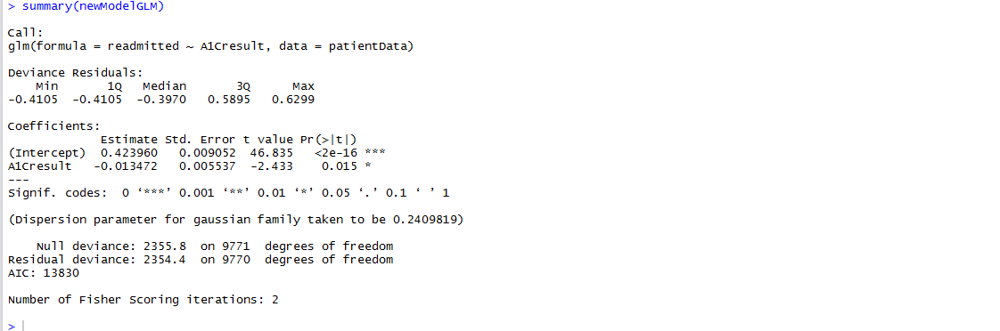 > summary(newModelGLM)
Call:
glm(formula = readmitted ~ A1Cresult, data = patientData)
Deviance Residuals:
    Min       1Q   Median       3Q      Max
-0.4105  -0.4105  -0.3970   0.5895   0.6299
Coefficients:
             Estimate Std. Error t value Pr(>|t|)
(Intercept)  0.423960   0.009052  46.835   <2e-16 ***
A1Cresult   -0.013472   0.005537  -2.433    0.015 *
---
Signif. codes:  0 ‘***’ 0.001 ‘**’ 0.01 ‘*’ 0.05 ‘.’ 0.1 ‘ ’ 1
(Dispersion parameter for gaussian family taken to be 0.2409819)
    Null deviance: 2355.8  on 9771  degrees of freedom
Residual deviance: 2354.4  on 9770  degrees of freedom
AIC: 13830
Number of Fisher Scoring iterations: 2
>